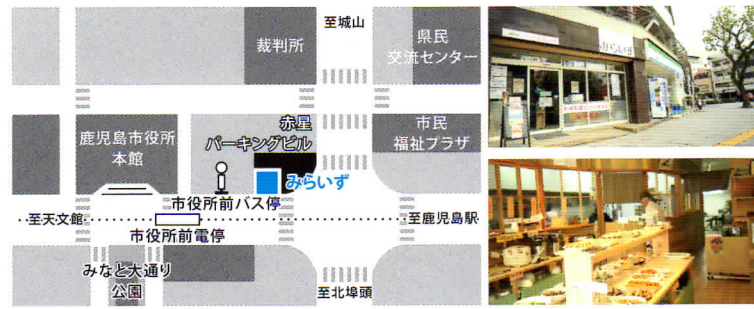 至城山
裁判所
県民
交流センター
赤星
パーキングビル
鹿児島市役所
本館
市民
福祉プラザ
みらいず
市役所前バス停
至天文館
至鹿児島駅
市役所前電停
みなと大通り
公園
至北埠頭
みらいず